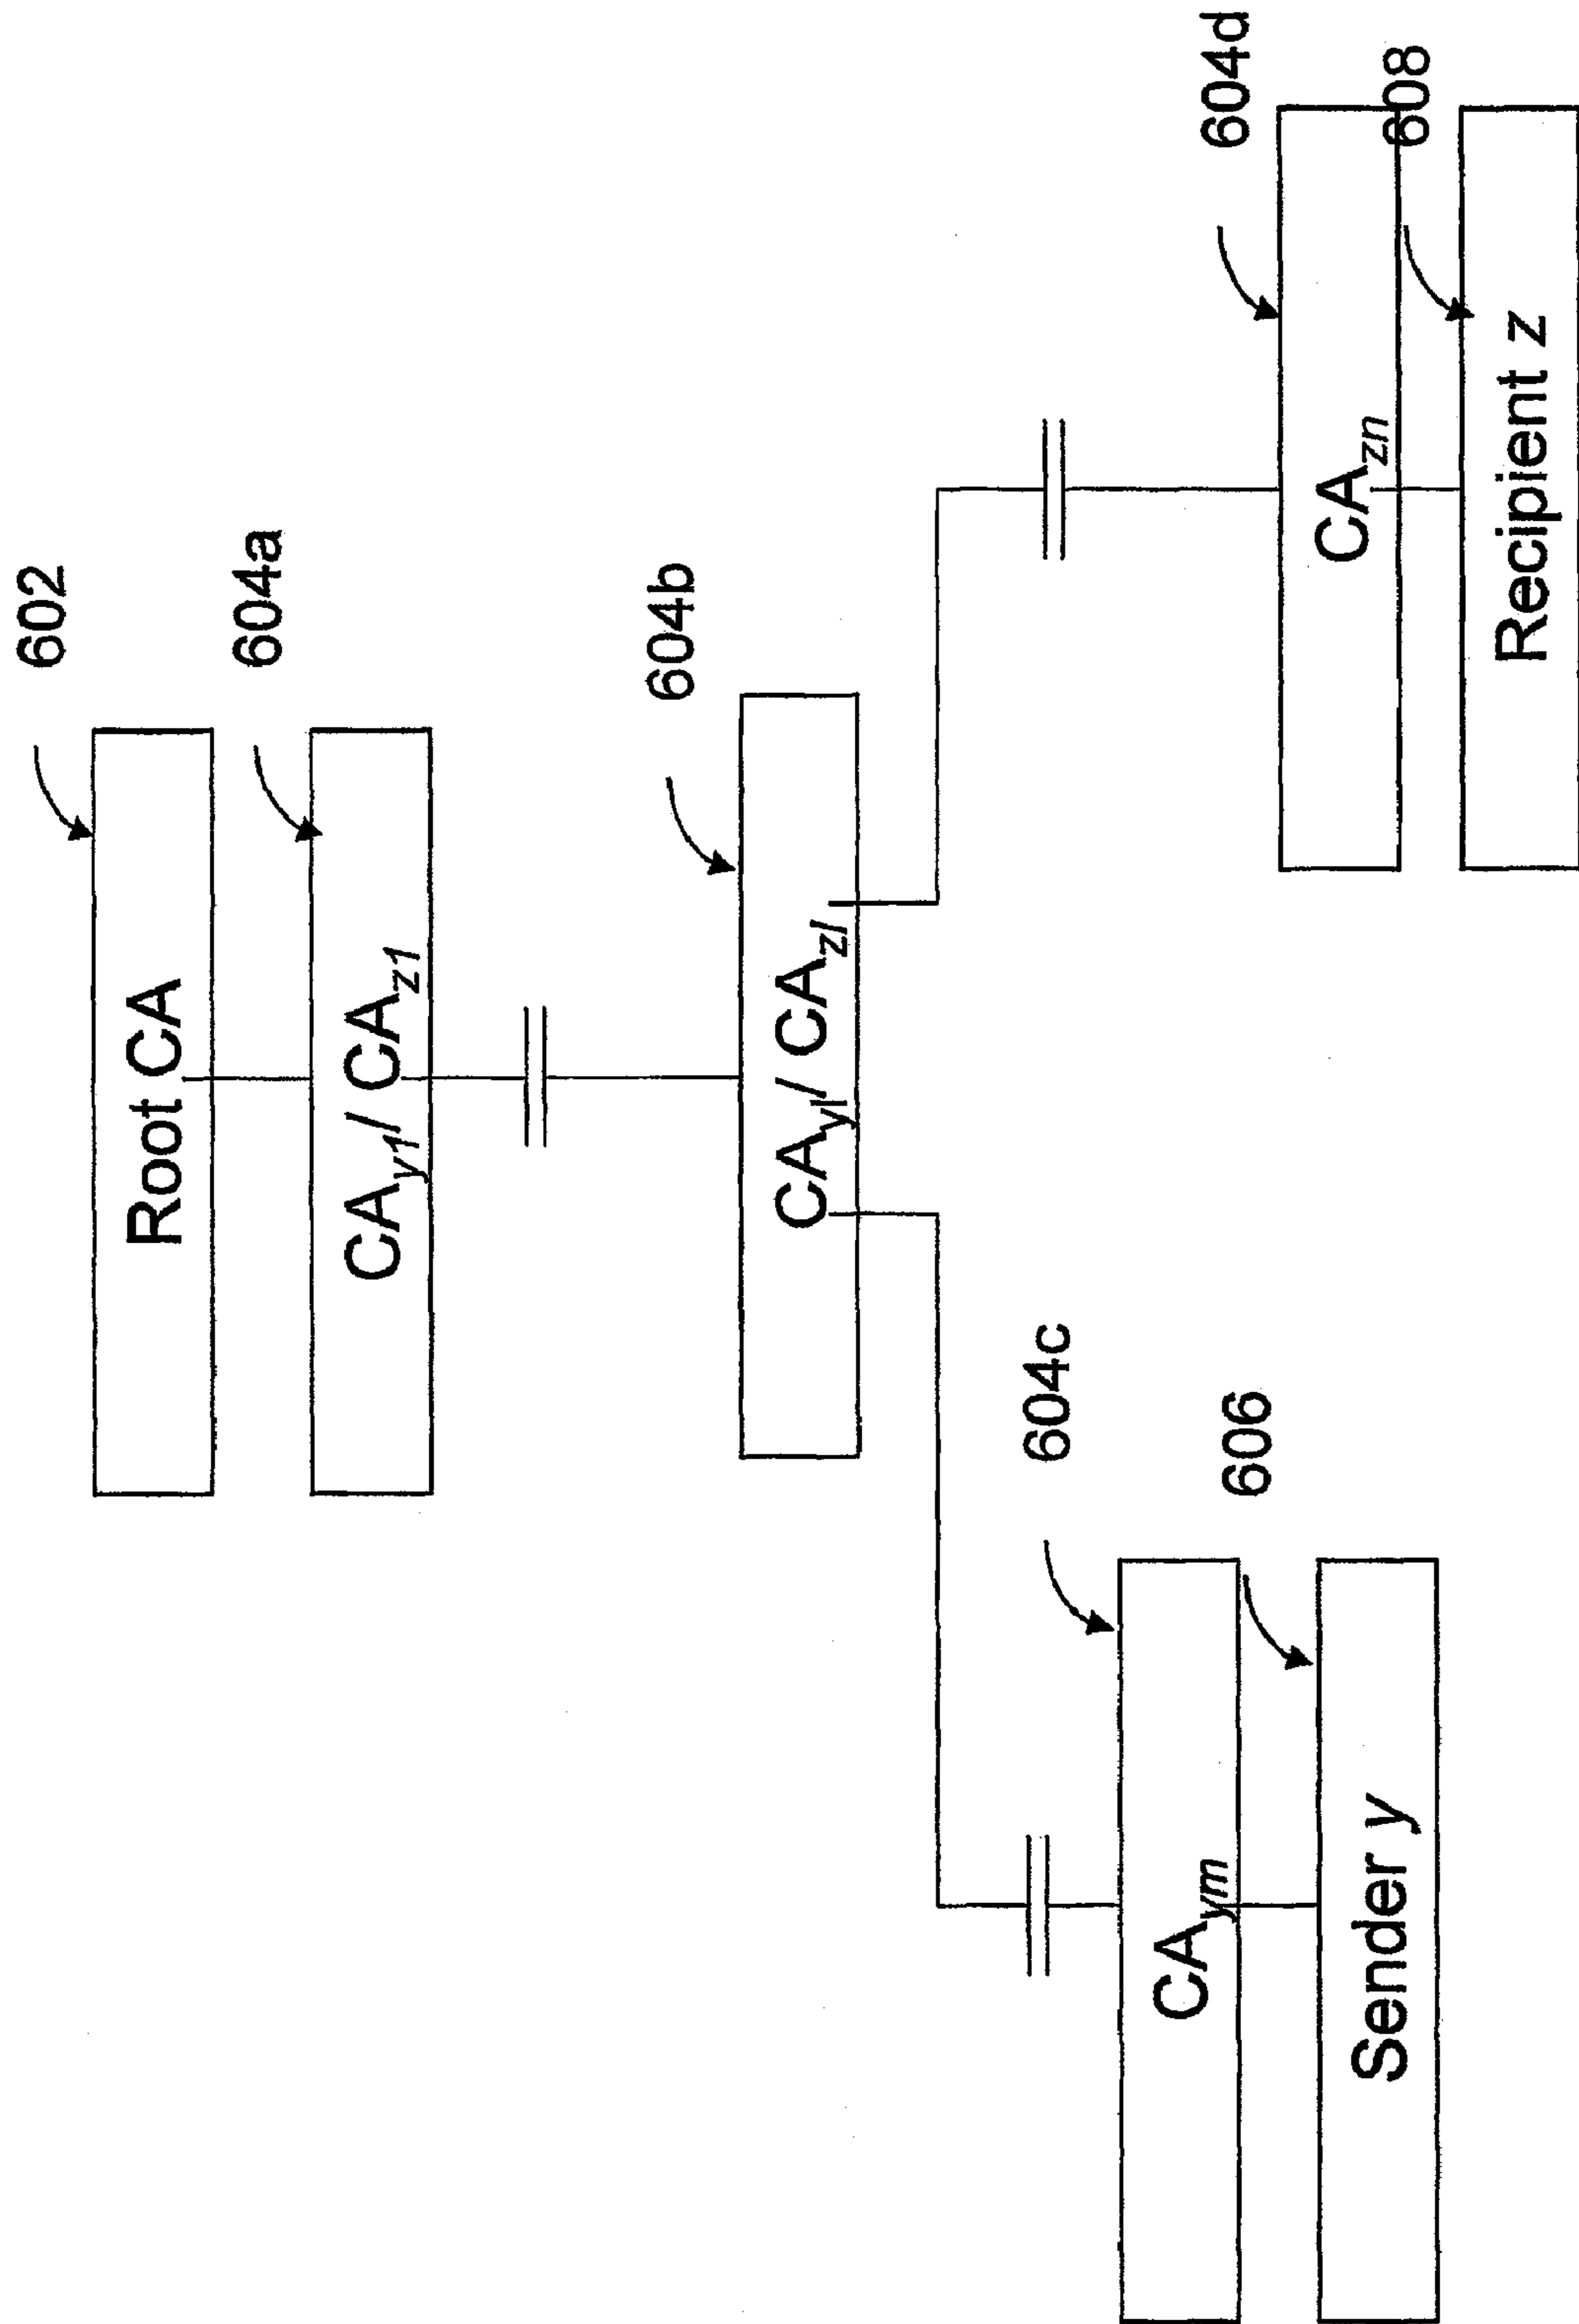 602
Root CA
604a
CAy1/ CAz1
604b
CAyl/ CAzl
604c
CAym
606
Sender y
604d
CAzn
608
Recipient z